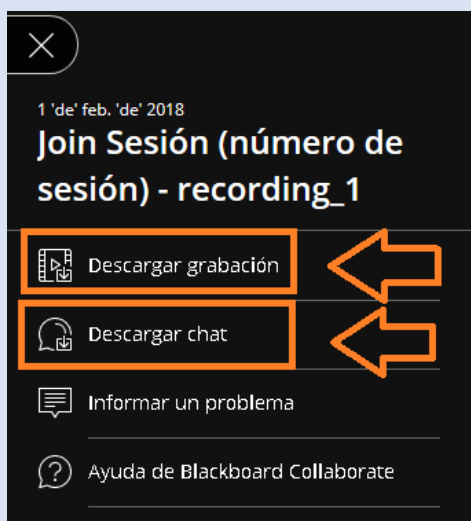 1 'de' feb. 'de' 2018
Join Sesión (número de
sesión) - recording_1
Descargar grabación
Descargar chat
Informar un problema
Ayuda de Blackboard Collaborate